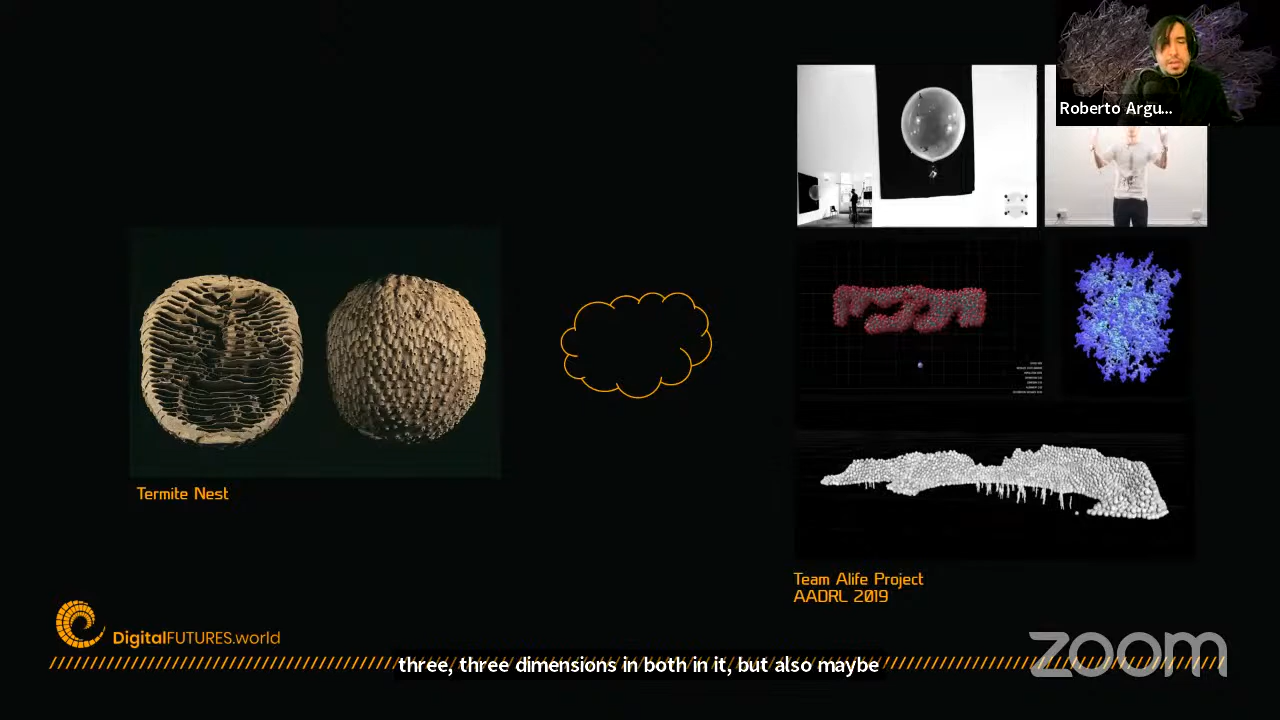 Roberto Argu...
Termite Nest
Team Alife Project
AADRL 2019
DigitalFUTURES.world
three, three dimensions in both in it, but also maybe
zoom